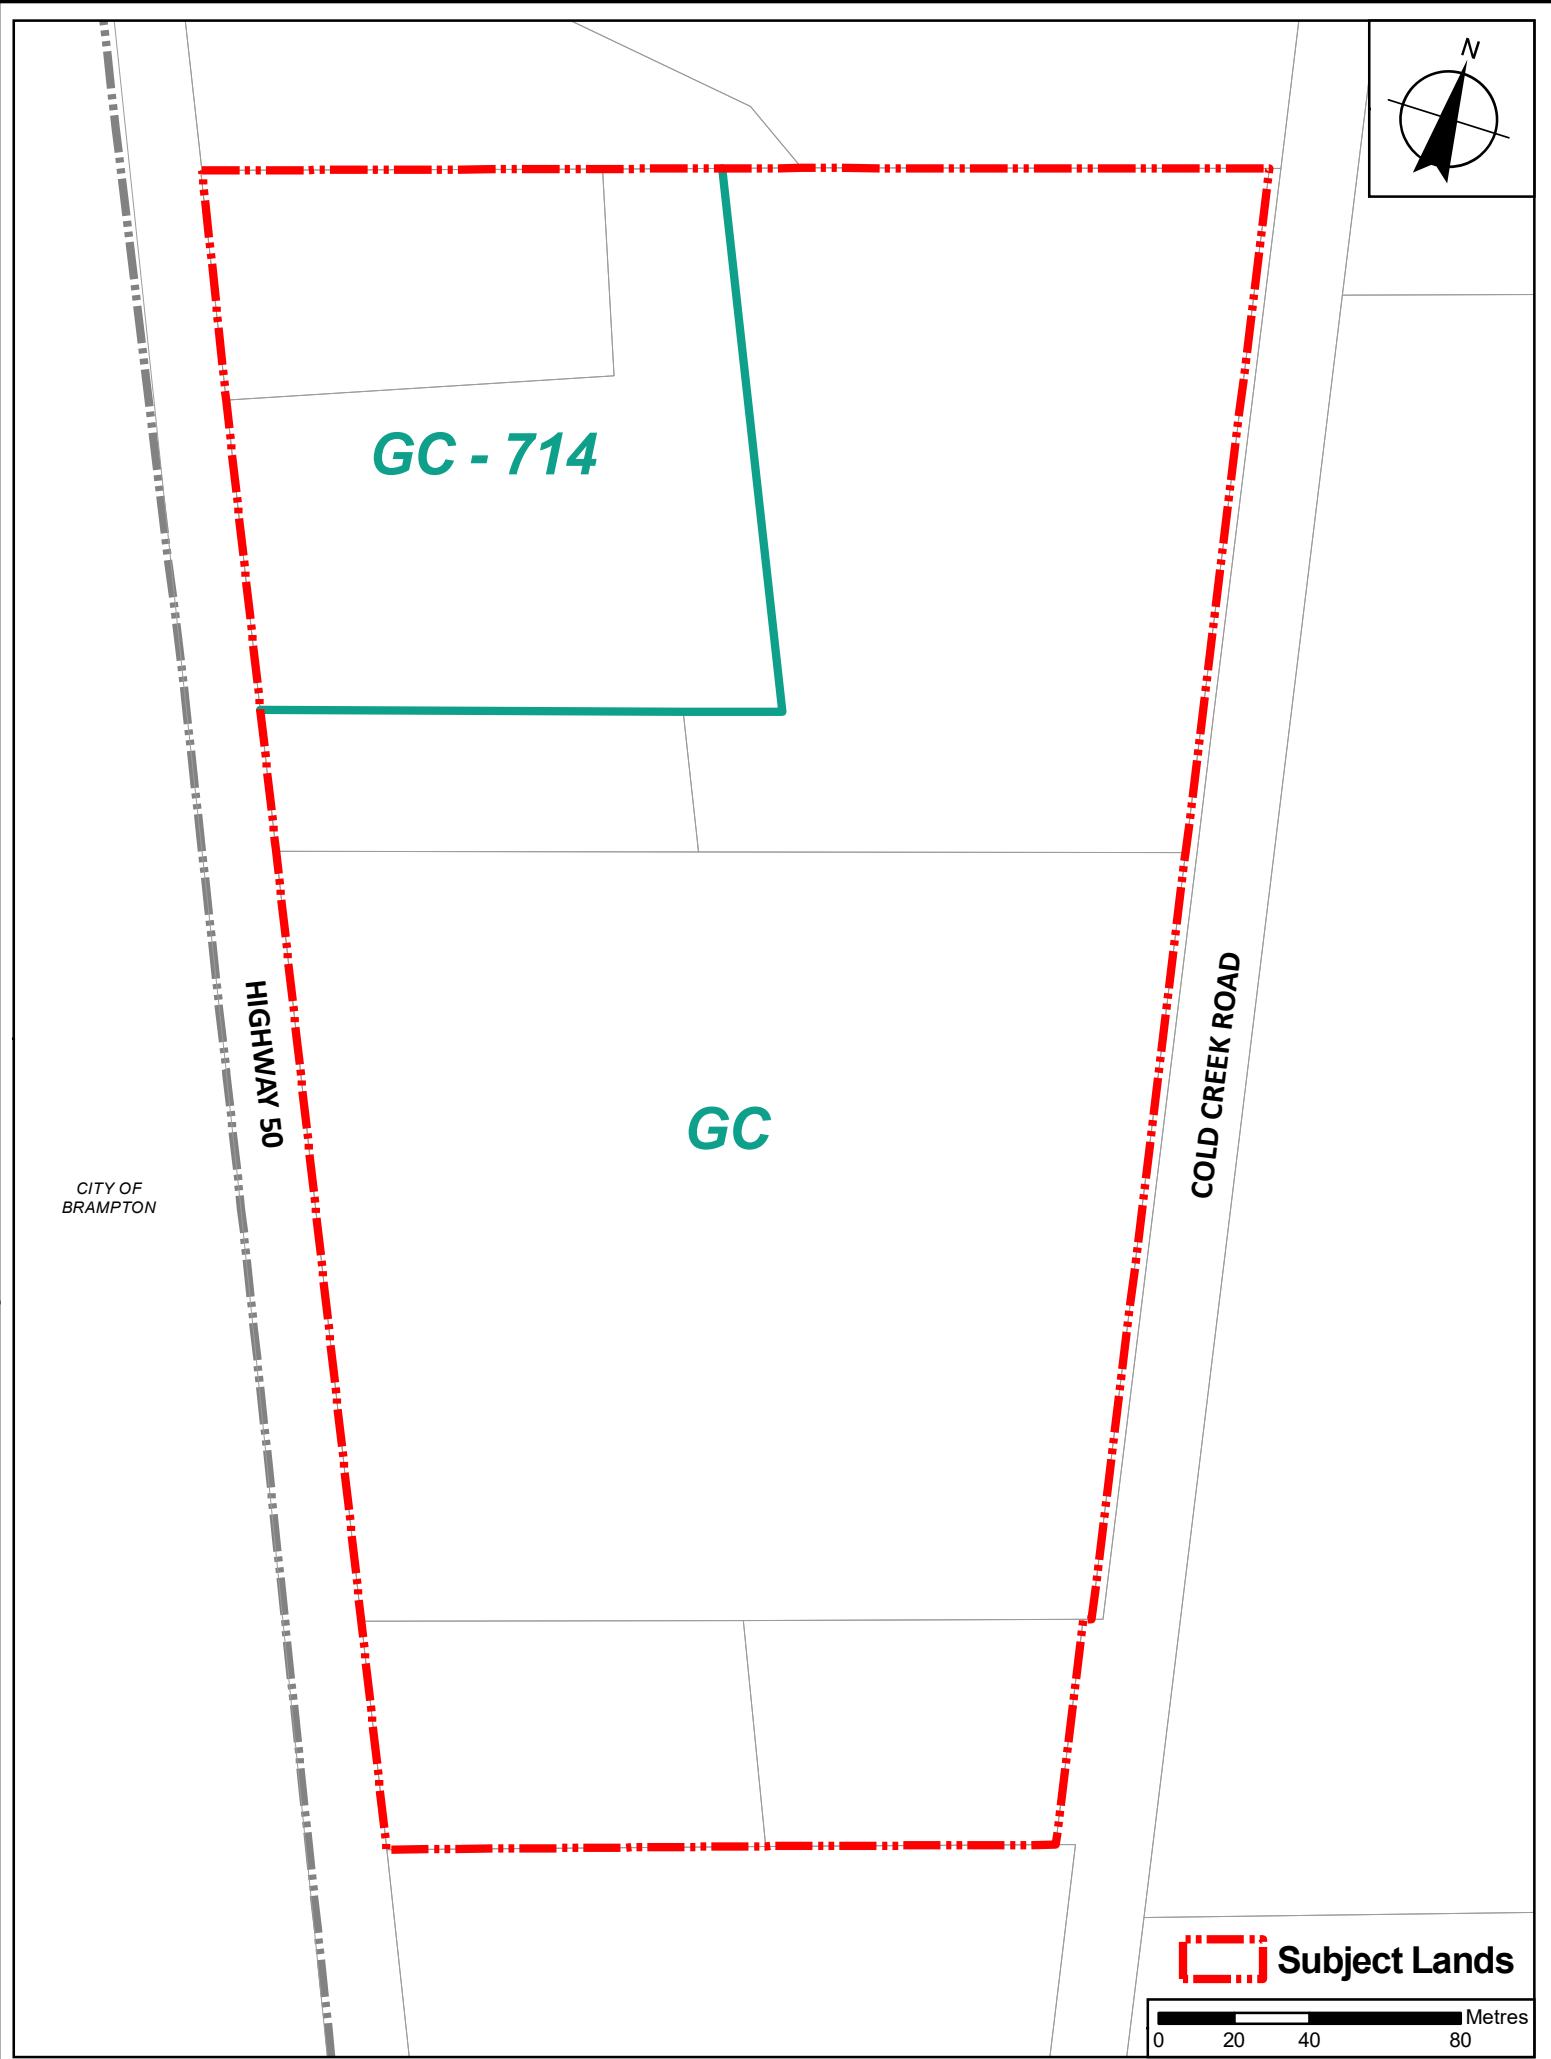 N
GC - 714
HIGHWAY 50
COLD CREEK ROAD
GC
CITY OF
BRAMPTON
Subject Lands
Metres
0 20 40 80